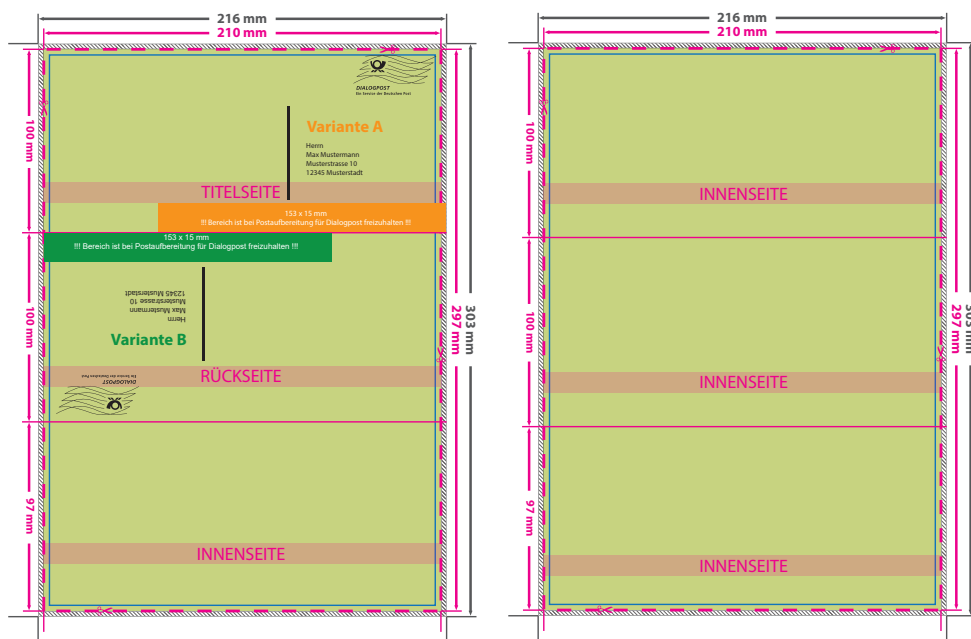 216 mm
210 mm
DIALOGPOST
Ein Service der Deutschen Post
Variante A
Herrn
Max Mustermann
Musterstrasse 10
12345 Musterstadt
100 mm
TITELSEITE
153 x 15 mm
!!! Bereich ist bei Postaufbereitung für Dialogpost freizuhalten !!!
153 x 15 mm
!!! Bereich ist bei Postaufbereitung für Dialogpost freizuhalten !!!
Herrn
Max Mustermann
Musterstrasse 10
12345 Musterstadt
Variante B
100 mm
297 mm
303 mm
RÜCKSEITE
DIALOGPOST
Ein Service der Deutschen Post
97 mm
INNENSEITE
216 mm
210 mm
100 mm
INNENSEITE
100 mm
297 mm
303 mm
INNENSEITE
97 mm
INNENSEITE